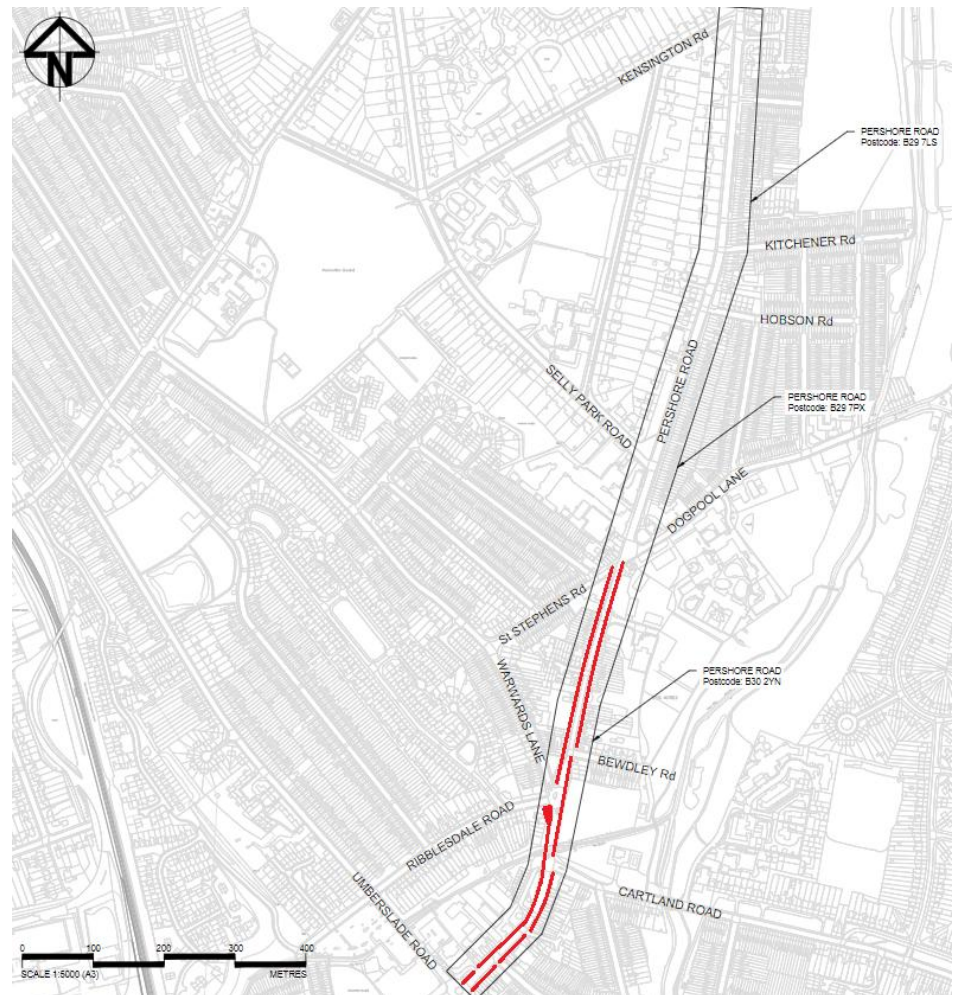 N
KENSINGTON Rd
PERSHORE ROAD
Postcode: B29 7LS
KITCHENER Rd
HOBSON Rd
PERSHORE ROAD
SELLY PARK ROAD
PERSHORE ROAD
Postcode: B29 7PX
DOGPOOL LANE
St STEPHENS Rd
WARWARDS LANE
PERSHORE ROAD
Postcode: B30 2YN
BEWDLEY Rd
RIBBLESDALE ROAD
UMBERSLADE ROAD
CARTLAND ROAD
0 100 200 300 400
SCALE 1:5000 (A3) METRES